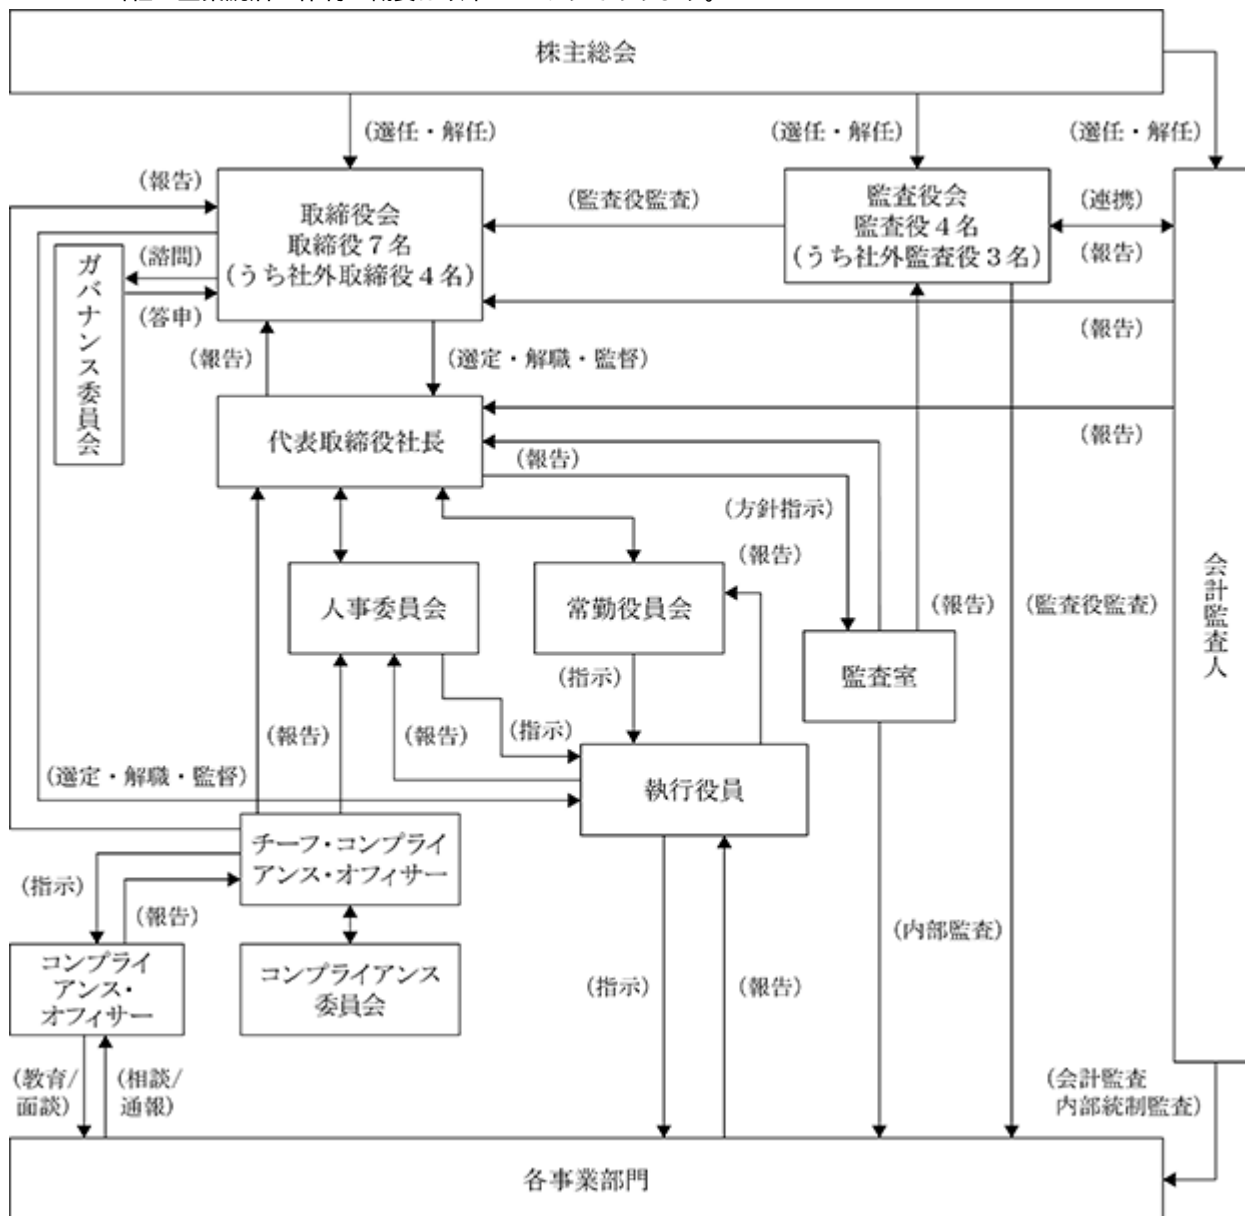 株主総会
(選任・解任)
(選任・解任)
(選任・解任)
(報告)
取締役会
取締役7名
(うち社外取締役4名)
(監査役監査)
監査役会
監査役4名
(うち社外監査役3名)
(連携)
(報告)
(諮問)
(答申)
ガバナンス委員会
(報告)
(報告)
(選定・解職・監督)
代表取締役社長
(報告)
(報告)
(方針指示)
(報告)
人事委員会
常勤役員会
会計監査人
(報告)
(監査役監査)
監査室
(指示)
(報告)
(報告)
(指示)
(選定・解職・監督)
執行役員
チーフ・コンプライ
アンス・オフィサー
(指示)
(報告)
(内部監査)
コンプライ
アンス・
オフィサー
コンプライアンス
委員会
(指示)
(報告)
(教育/
面談)
(相談/
通報)
(会計監査
内部統制監査)
各事業部門